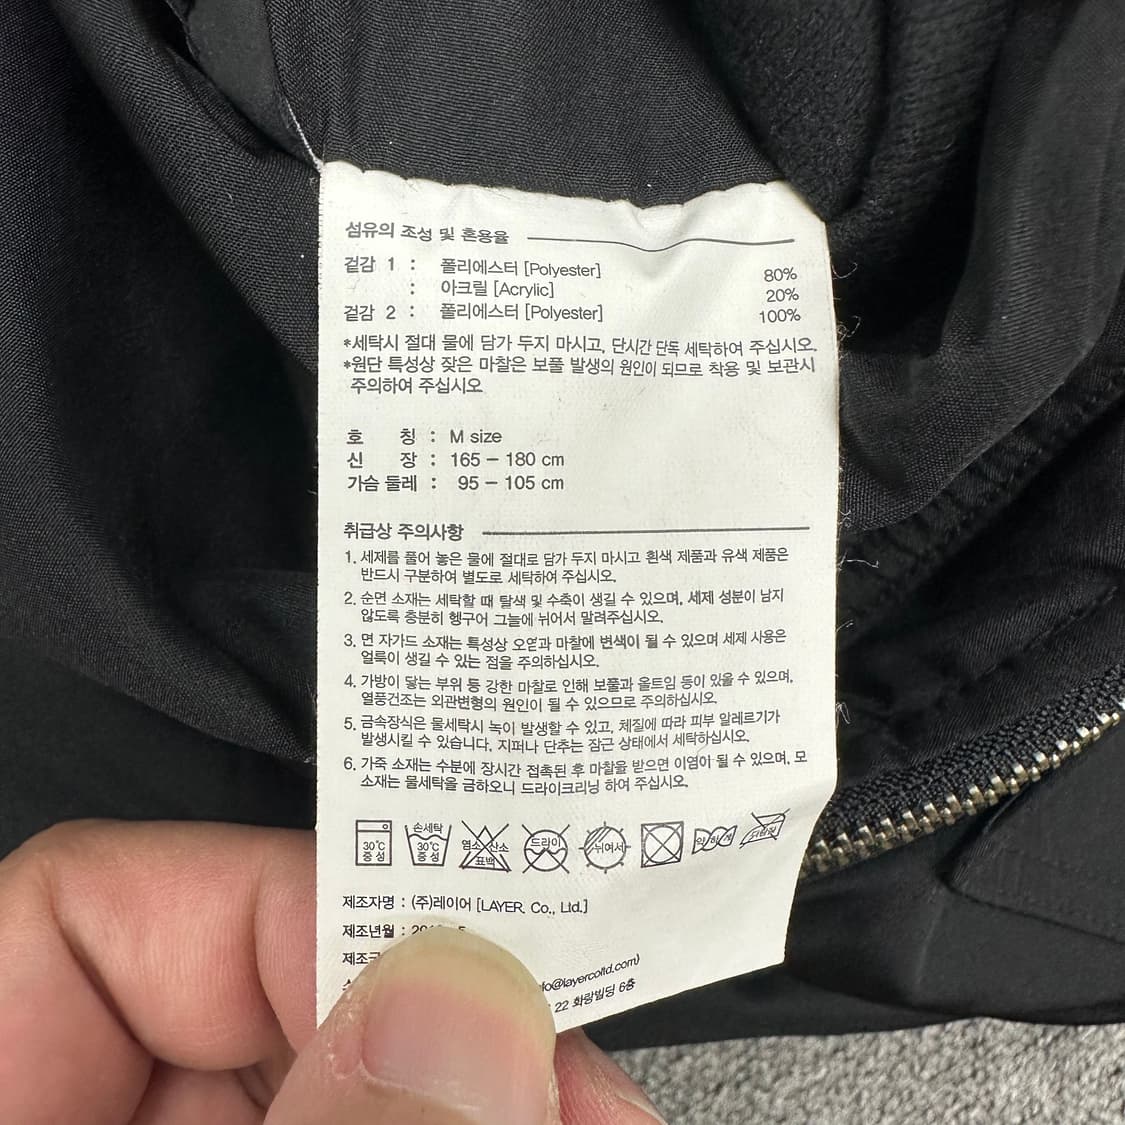 섬유의 조성 및 혼용율
겉감 1 : 폴리에스터 [Polyester] 80%
: 아크릴 [Acrylic] 20%
겉감 2 : 폴리에스터 [Polyester] 100%
*세탁시 절대 물에 담가 두지 마시고, 단시간 단독 세탁하여 주십시오.
*원단 특성상 잦은 마찰은 보풀 발생의 원인이 되므로 착용 및 보관시
주의하여 주십시오
호 칭 : M size
신 장 : 165 - 180 cm
가슴 둘레 : 95 - 105 cm
취급상 주의사항
1. 세제를 풀어 놓은 물에 절대로 담가 두지 마시고 흰색 제품과 유색 제품은
반드시 구분하여 별도로 세탁하여 주십시오.
2. 순면 소재는 세탁할 때 탈색 및 수축이 생길 수 있으며, 세제 성분이 남지
않도록 충분히 헹구어 그늘에 뉘어서 말려주십시오.
3. 면 자가드 소재는 특성상 오염과 마찰에 변색이 될 수 있으며 세제 사용은
얼룩이 생길 수 있는 점을 주의하십시오.
4. 가방이 닿는 부위 등 강한 마찰로 인해 보풀과 올트임 등이 있을 수 있으며,
열풍건조는 외관변형의 원인이 될 수 있으므로 주의하십시오.
5. 금속장식은 물세탁시 녹이 발생할 수 있고, 체질에 따라 피부 알레르기가
발생시킬 수 있습니다. 지퍼나 단추는 잠근 상태에서 세탁하십시오.
6. 가죽 소재는 수분에 장시간 접촉된 후 마찰을 받으면 이염이 될 수 있으며, 모
소재는 물세탁을 금하오니 드라이크리닝 하여 주십시오.
30℃ 중성 손세탁 30℃ 중성 염소 산소 표백 드라이 뉘여서 약하게
제조자명 : (주)레이어 [LAYER. Co., Ltd.]
제조년월 :
fo@layercoltd.com)
22 화랑빌딩 6층